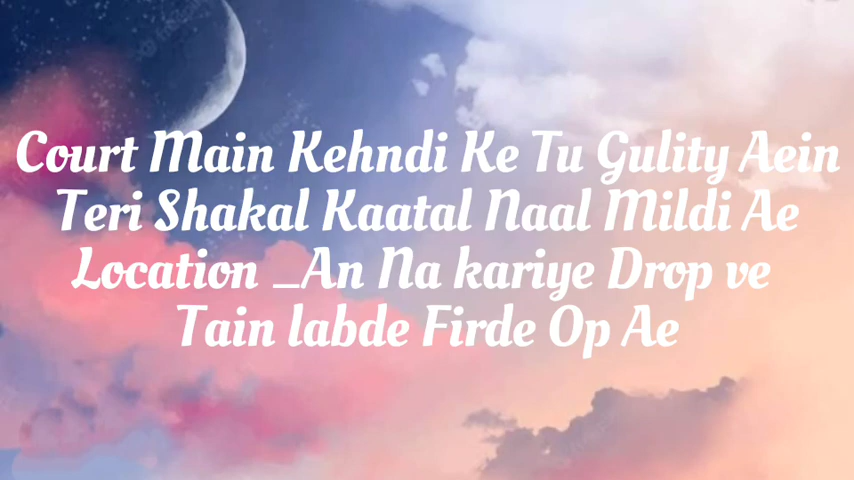 Court Main Kehndi Ke Tu Gulity Aein
Teri Shakal Kaatal Naal Mildi Ae
Location _An Na kariye Drop ve
Tain labde Firde Op Ae